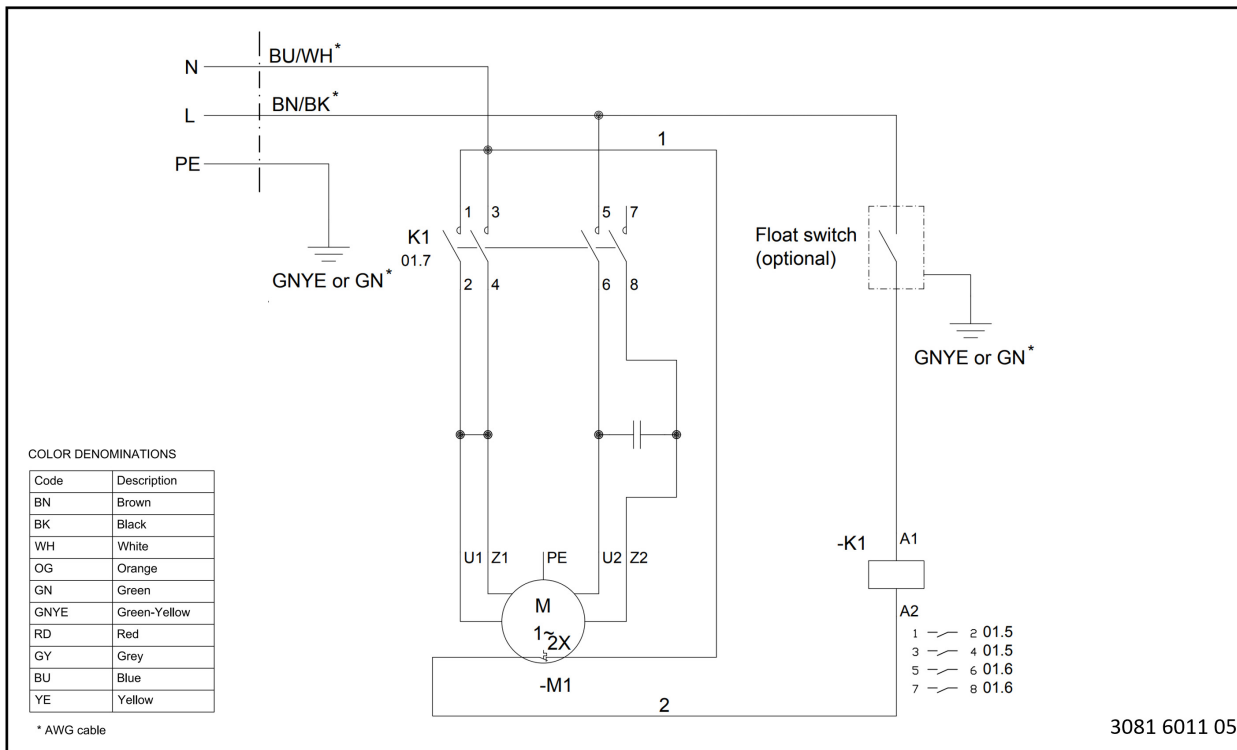 N
BU/WH*
L
BN/BK*
PE
GNYE or GN*
1
1 3
5 7
K1
01.7
2 4
6 8
Float switch
(optional)
GNYE or GN*
U1 Z1 PE U2 Z2
M
1~
2X
-M1
2
-K1
A1
A2
1 2 01.5
3 4 01.5
5 6 01.6
7 8 01.6
COLOR DENOMINATIONS
Code Description
BN Brown
BK Black
WH White
OG Orange
GN Green
GNYE Green-Yellow
RD Red
GY Grey
BU Blue
YE Yellow
* AWG cable
3081 6011 05